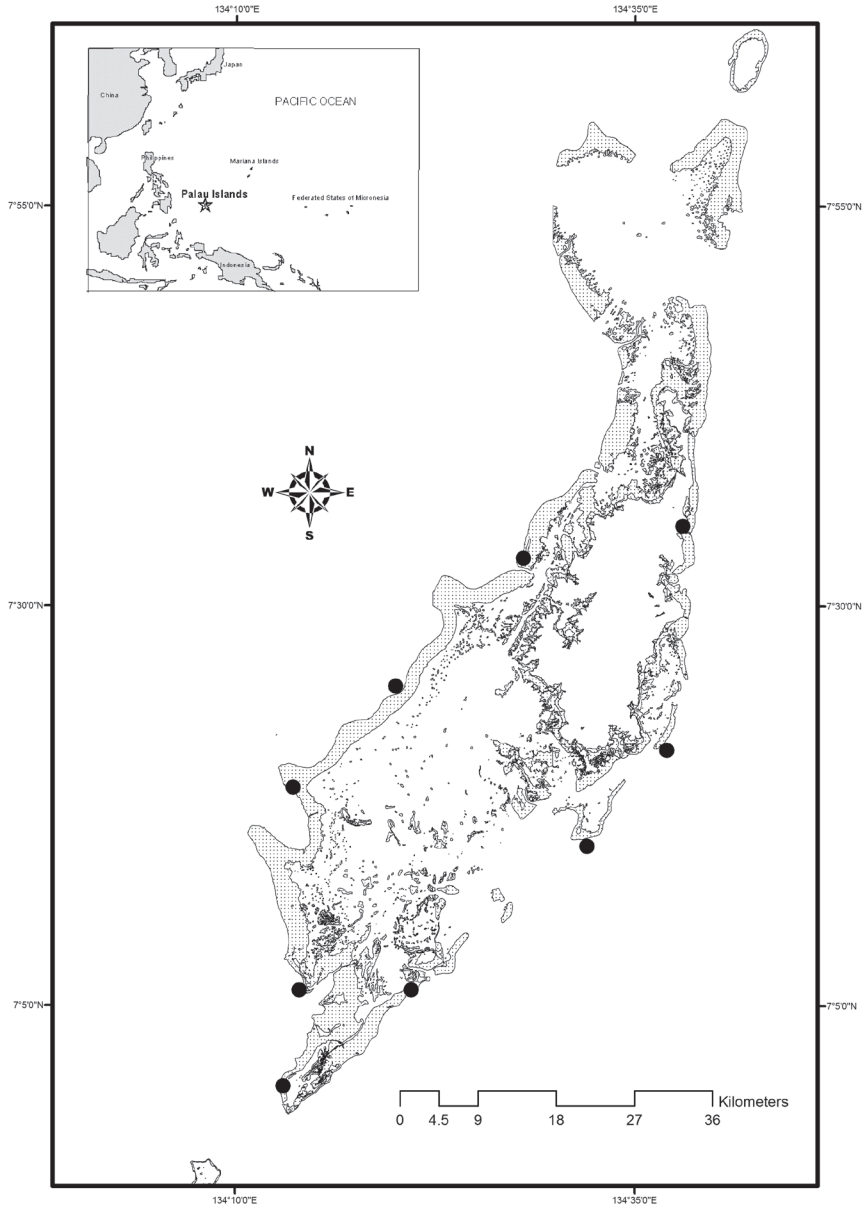 134°10'0"E
134°35'0"E
Japan
China
PACIFIC OCEAN
Philippines
Mariana Islands
Palau Islands
Federated States of Micronesia
Indonesia
7°55'0"N
7°55'0"N
N
W
E
S
7°30'0"N
7°30'0"N
7°5'0"N
7°5'0"N
Kilometers
0 4.5 9 18 27 36
134°10'0"E
134°35'0"E